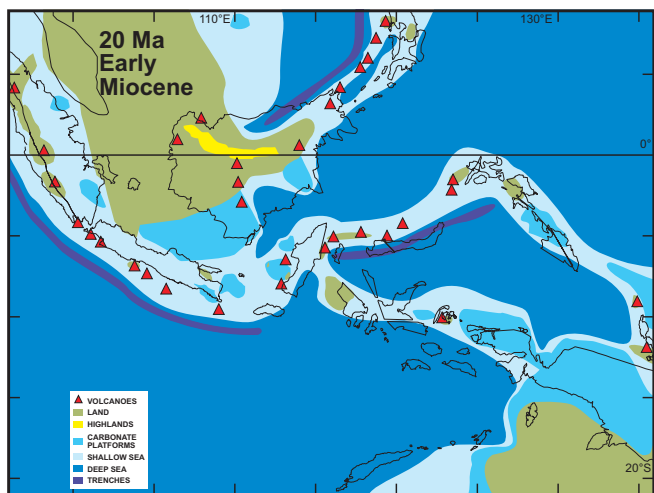 110°E
130°E
20 Ma
Early
Miocene
0°
VOLCANOES
LAND
HIGHLANDS
CARBONATE
PLATFORMS
SHALLOW SEA
DEEP SEA
TRENCHES
20°S